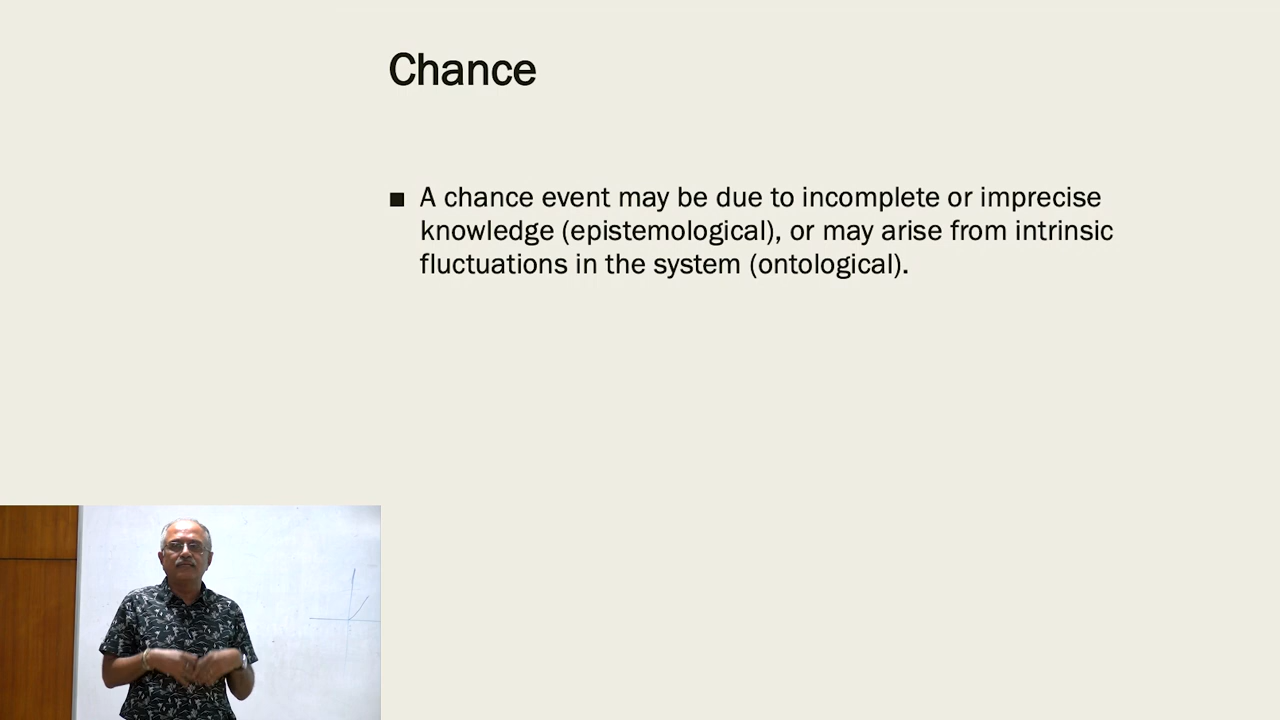 Chance
■ A chance event may be due to incomplete or imprecise
knowledge (epistemological), or may arise from intrinsic
fluctuations in the system (ontological).